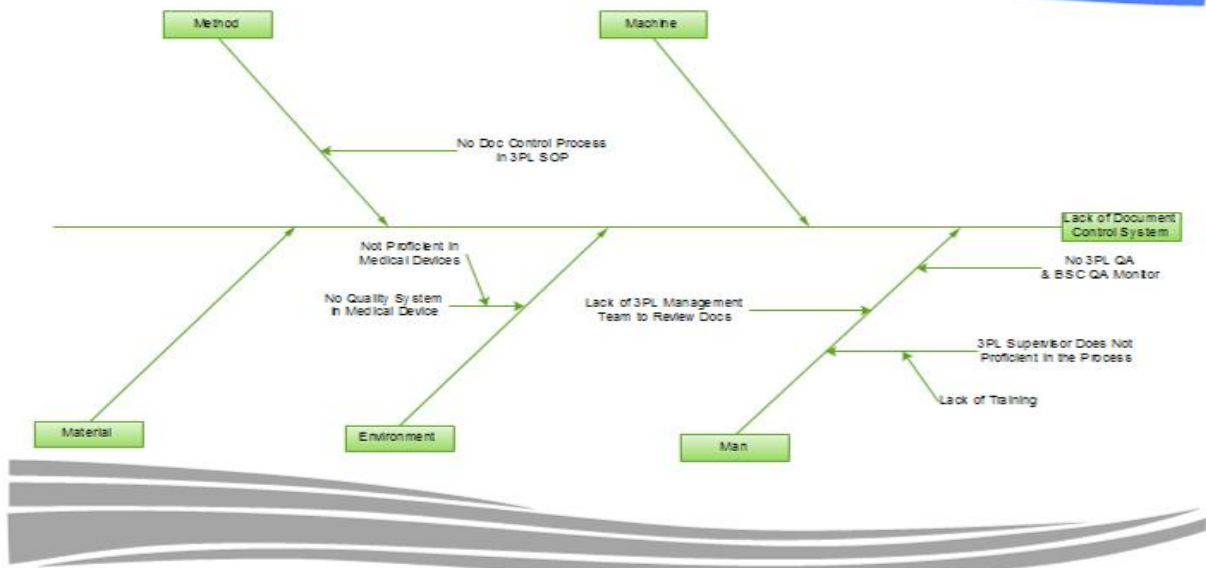 Method
Machine
No Doc Control Process
in 3PL SOP
Lack of Document
Control System
Not Proficient in
Medical Devices
No 3PL QA
& BSC QA Monitor
No Quality System
in Medical Device
Lack of 3PL Management
Team to Review Docs
3PL Supervisor Does Not
Proficient in the Process
Lack of Training
Material
Environment
Man